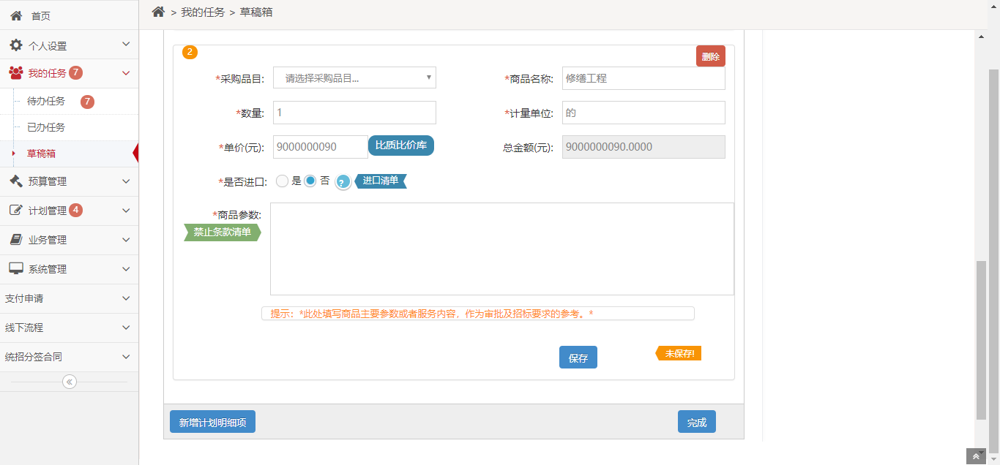 首页
个人设置
我的任务 7
待办任务 7
已办任务
草稿箱
预算管理
计划管理 4
业务管理
系统管理
支付申请
线下流程
统招分签合同
> 我的任务 > 草稿箱
2
删除
*采购品目: 请选择采购品目... *商品名称: 修缮工程
*数量: 1 *计量单位: 的
*单价(元): 9000000090 比质比价库 总金额(元): 9000000090.0000
*是否进口: 是 否 ? 进口清单
*商品参数:
禁止条款清单
提示：*此处填写商品主要参数或者服务内容，作为审批及招标要求的参考。*
保存 未保存!
新增计划明细项 完成